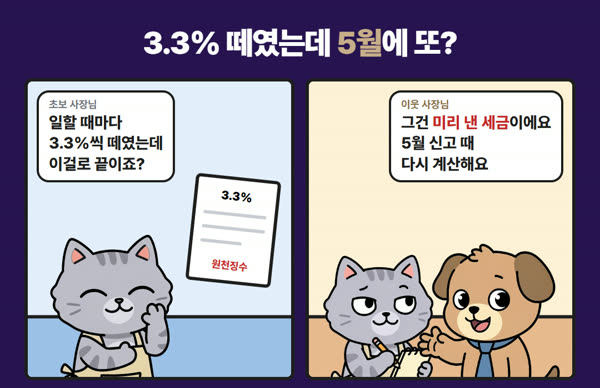 3.3% 떼였는데 5월에 또?
초보 사장님
일할 때마다
3.3%씩 떼였는데
이걸로 끝이죠?
3.3%
원천징수
이웃 사장님
그건 미리 낸 세금이에요
5월 신고 때
다시 계산해요